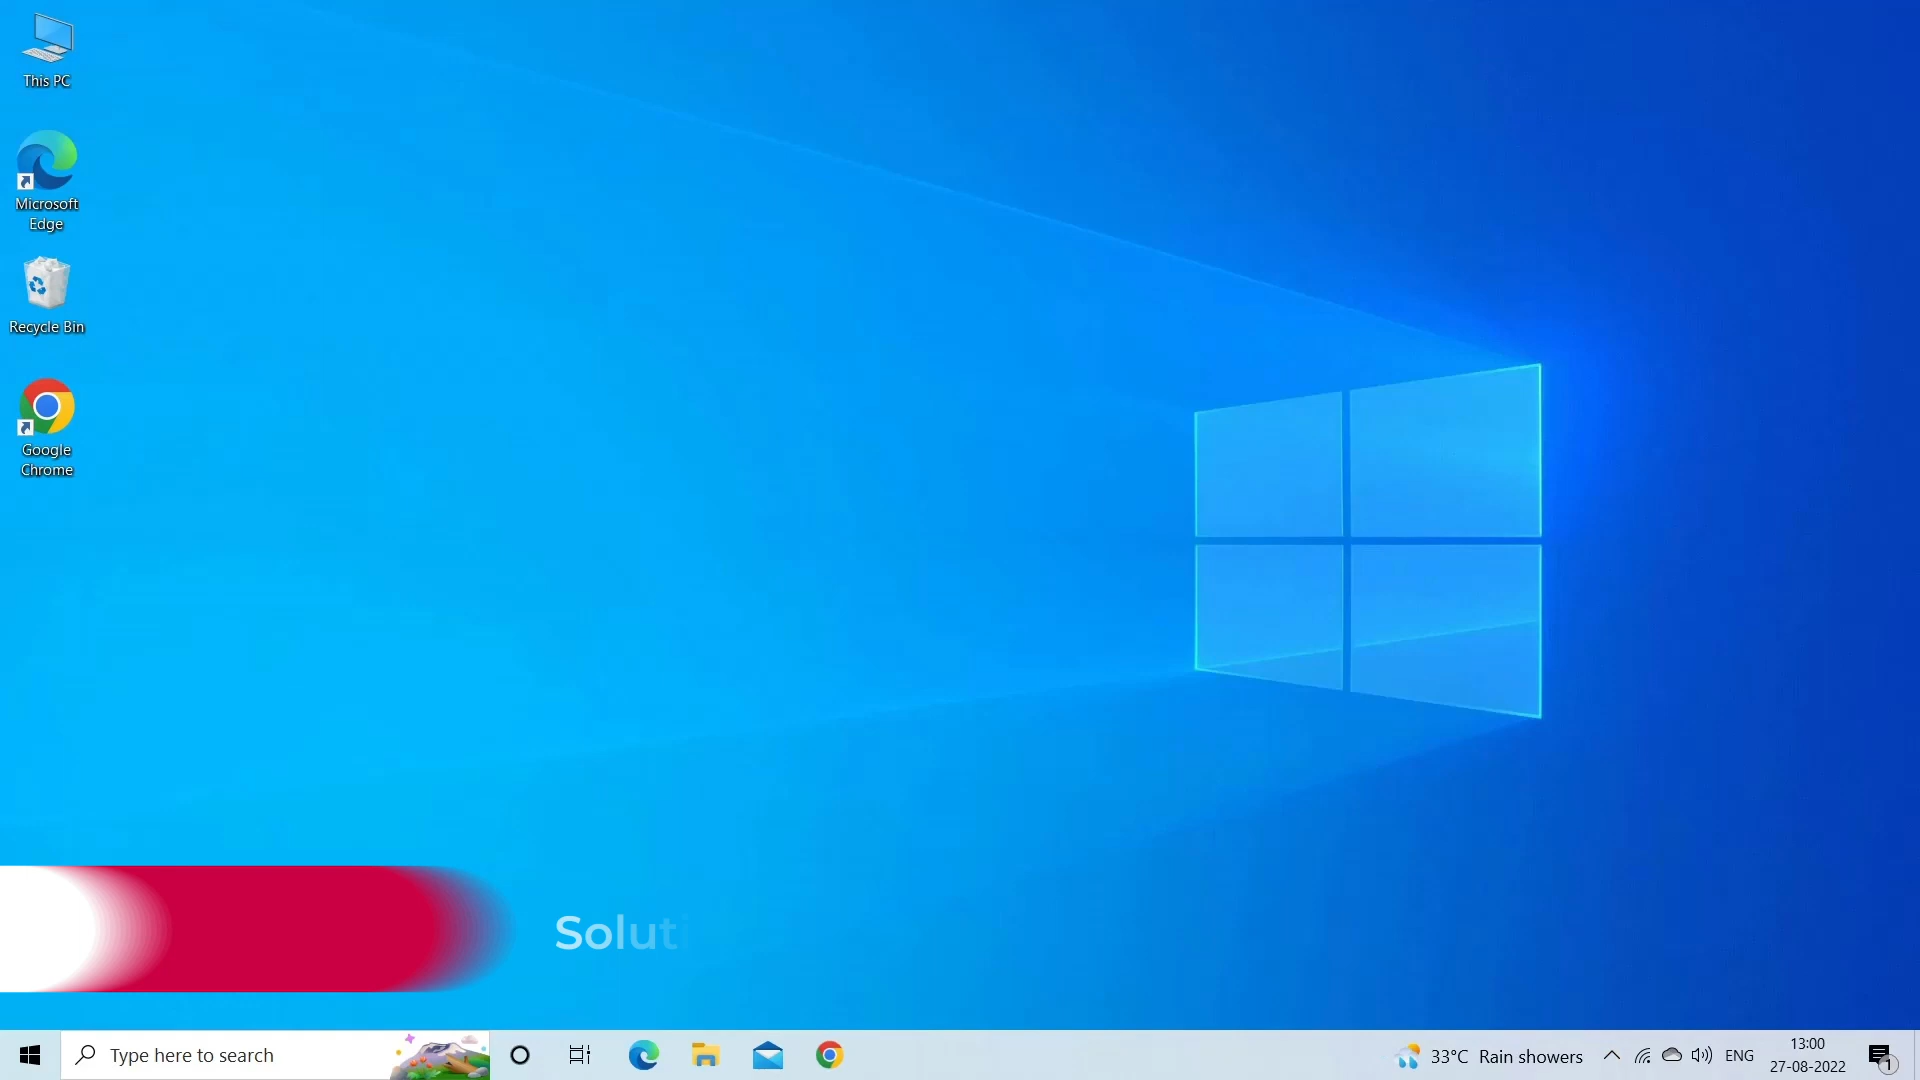 This PC
Microsoft
Edge
Recycle Bin
Google
Chrome
Solut
Type here to search
33°C Rain showers
ENG
13:00
27-08-2022
1